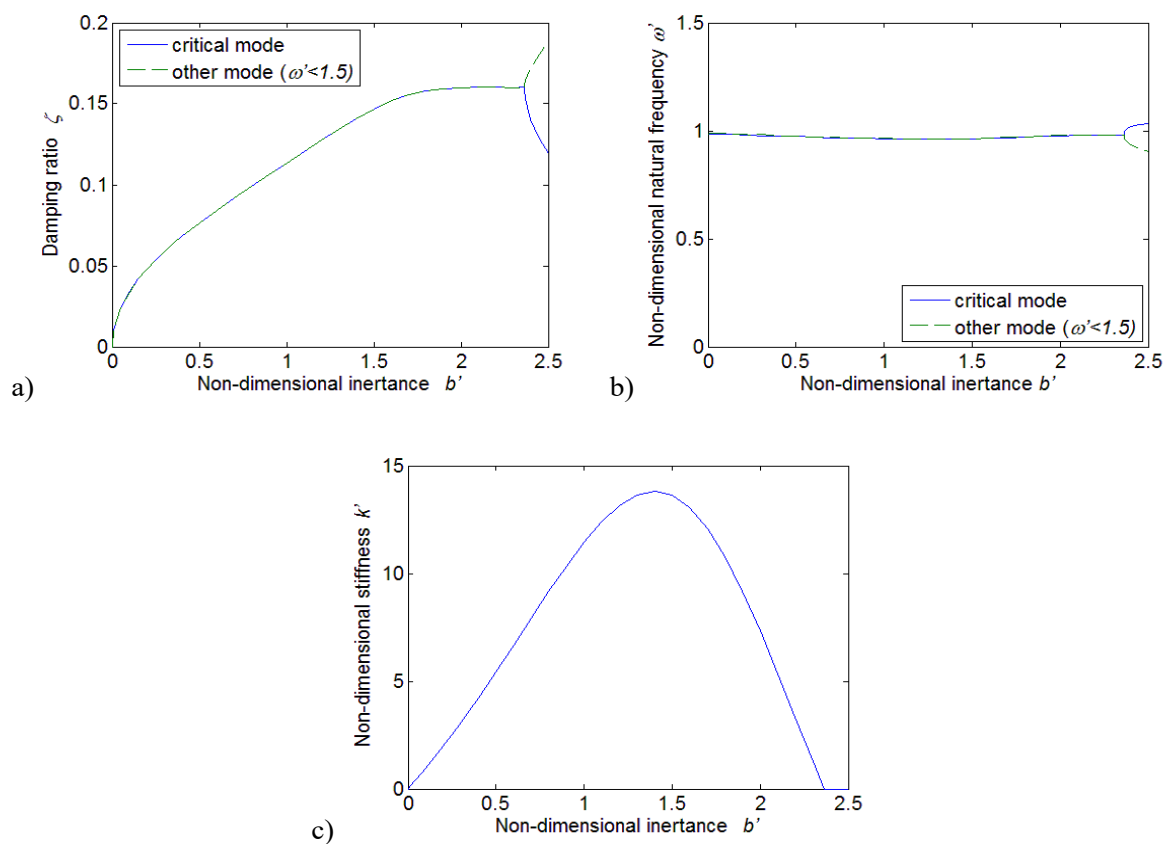 0.2
0.15
0.1
0.05
0
0
0.5
1
1.5
2
2.5
Damping ratio ζ
Non-dimensional inertance b'
critical mode
other mode (ω'<1.5)
a)
1.5
1
0.5
0
0
0.5
1
1.5
2
2.5
Non-dimensional natural frequency ω'
Non-dimensional inertance b'
critical mode
other mode (ω'<1.5)
b)
15
10
5
0
0
0.5
1
1.5
2
2.5
Non-dimensional stiffness k'
Non-dimensional inertance b'
c)